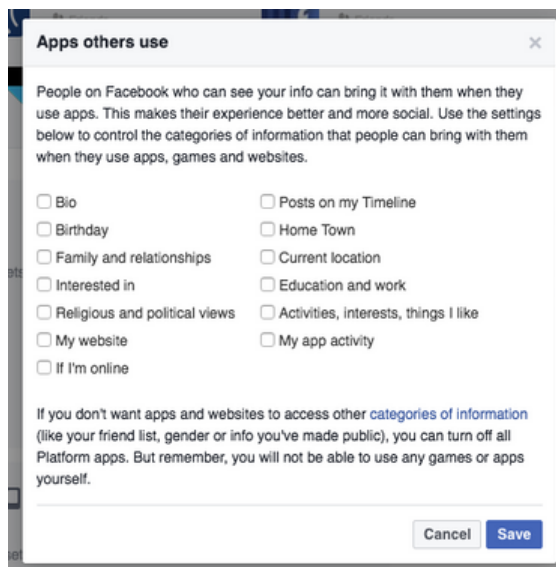 Apps others use
People on Facebook who can see your info can bring it with them when they
use apps. This makes their experience better and more social. Use the settings
below to control the categories of information that people can bring with them
when they use apps, games and websites.
Bio
Posts on my Timeline
Birthday
Home Town
Family and relationships
Current location
Interested in
Education and work
Religious and political views
Activities, interests, things I like
My website
My app activity
If I'm online
If you don't want apps and websites to access other categories of information
(like your friend list, gender or info you've made public), you can turn off all
Platform apps. But remember, you will not be able to use any games or apps
yourself.
Cancel
Save